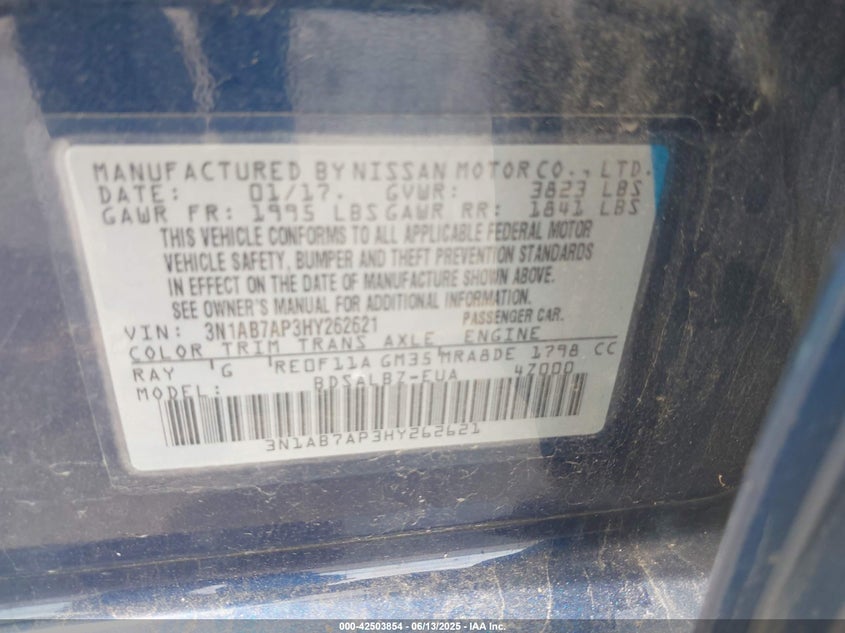 MANUFACTURED BY NISSAN MOTOR CO., LTD.
DATE: 01/17. GVWR: 3823 LBS
GAWR FR: 1995 LBS GAWR RR: 1841 LBS
THIS VEHICLE CONFORMS TO ALL APPLICABLE FEDERAL MOTOR
VEHICLE SAFETY, BUMPER AND THEFT PREVENTION STANDARDS
IN EFFECT ON THE DATE OF MANUFACTURE SHOWN ABOVE.
SEE OWNER'S MANUAL FOR ADDITIONAL INFORMATION.
VIN: 3N1AB7AP3HY262621 PASSENGER CAR.
COLOR TRIM TRANS AXLE ENGINE
RAY G RE0F11A GM35 MRA8DE 1798 CC
MODEL: BDSALBZ-EUA 4Z000
3N1AB7AP3HY262621
000-42503854 - 06/13/2025 - IAA Inc.